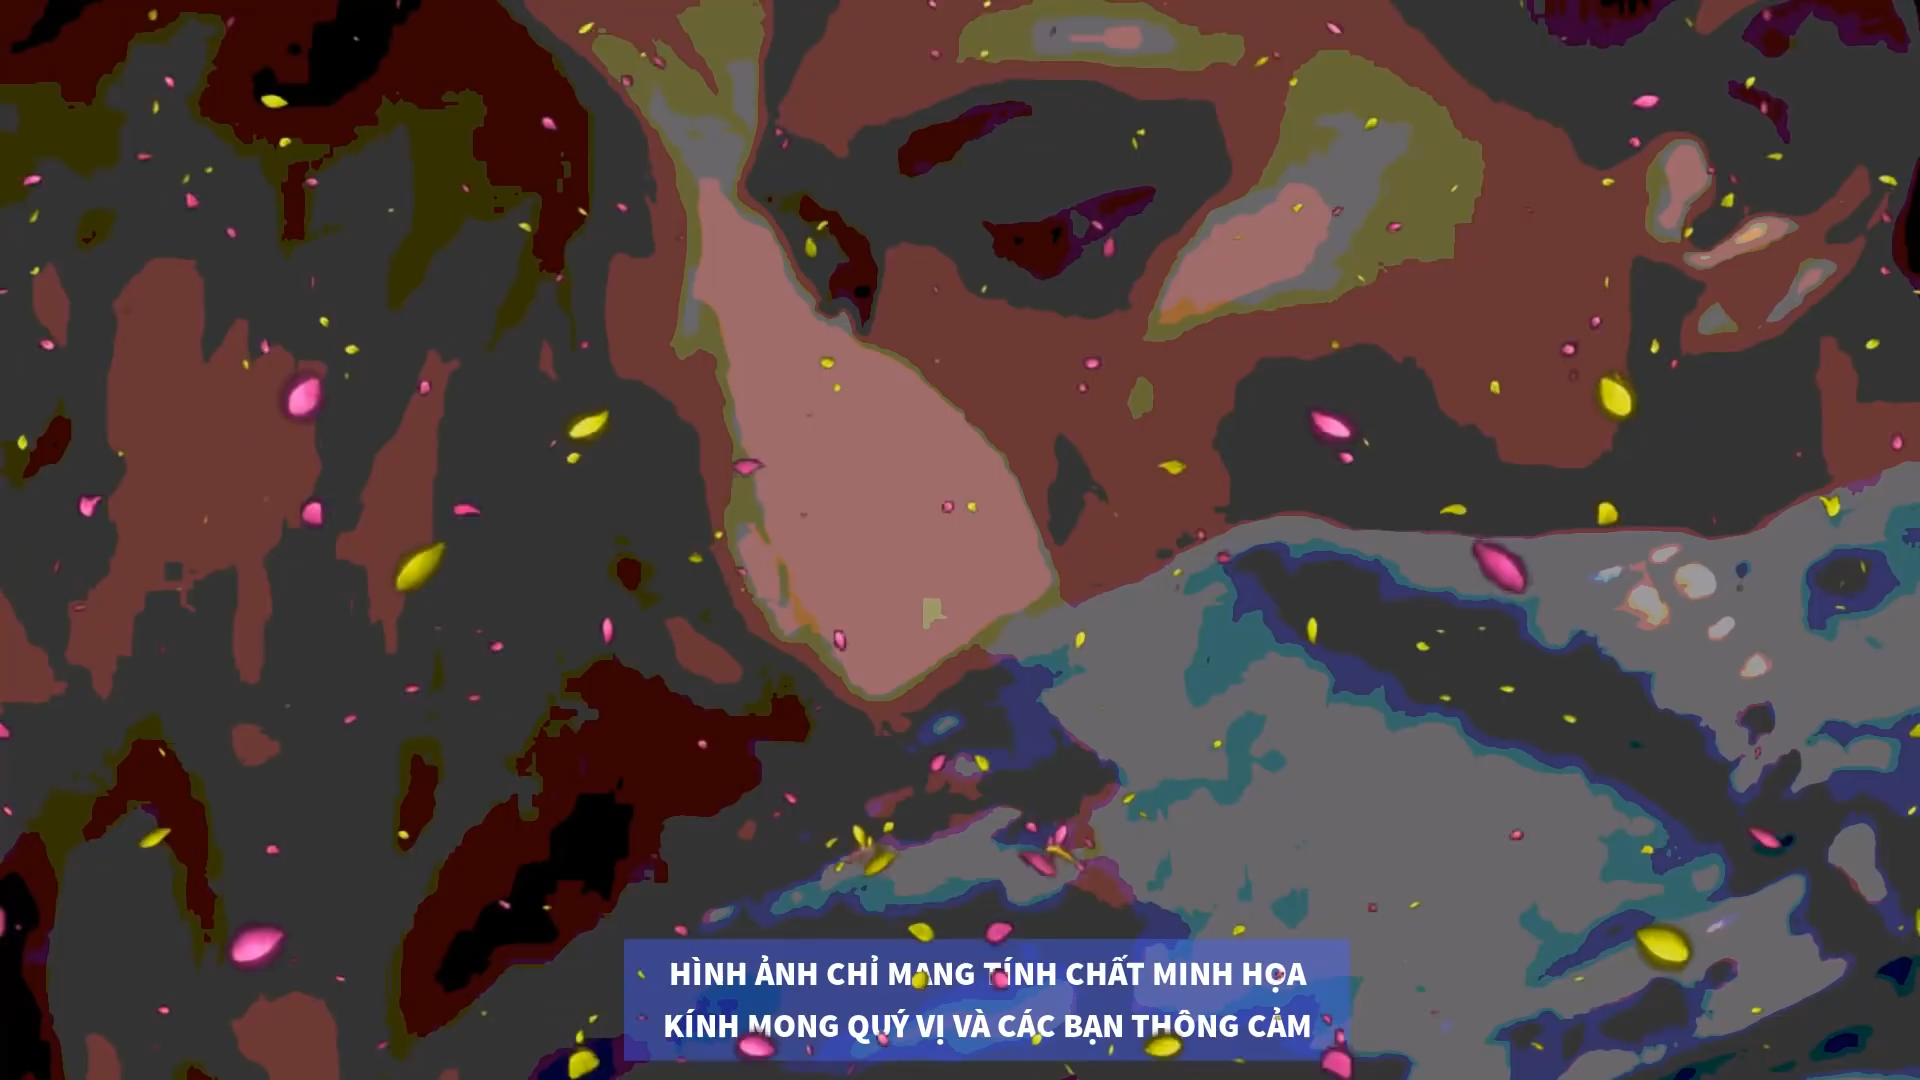 HÌNH ẢNH CHỈ MANG TÍNH CHẤT MINH HỌA
KÍNH MONG QUÝ VỊ VÀ CÁC BẠN THÔNG CẢM